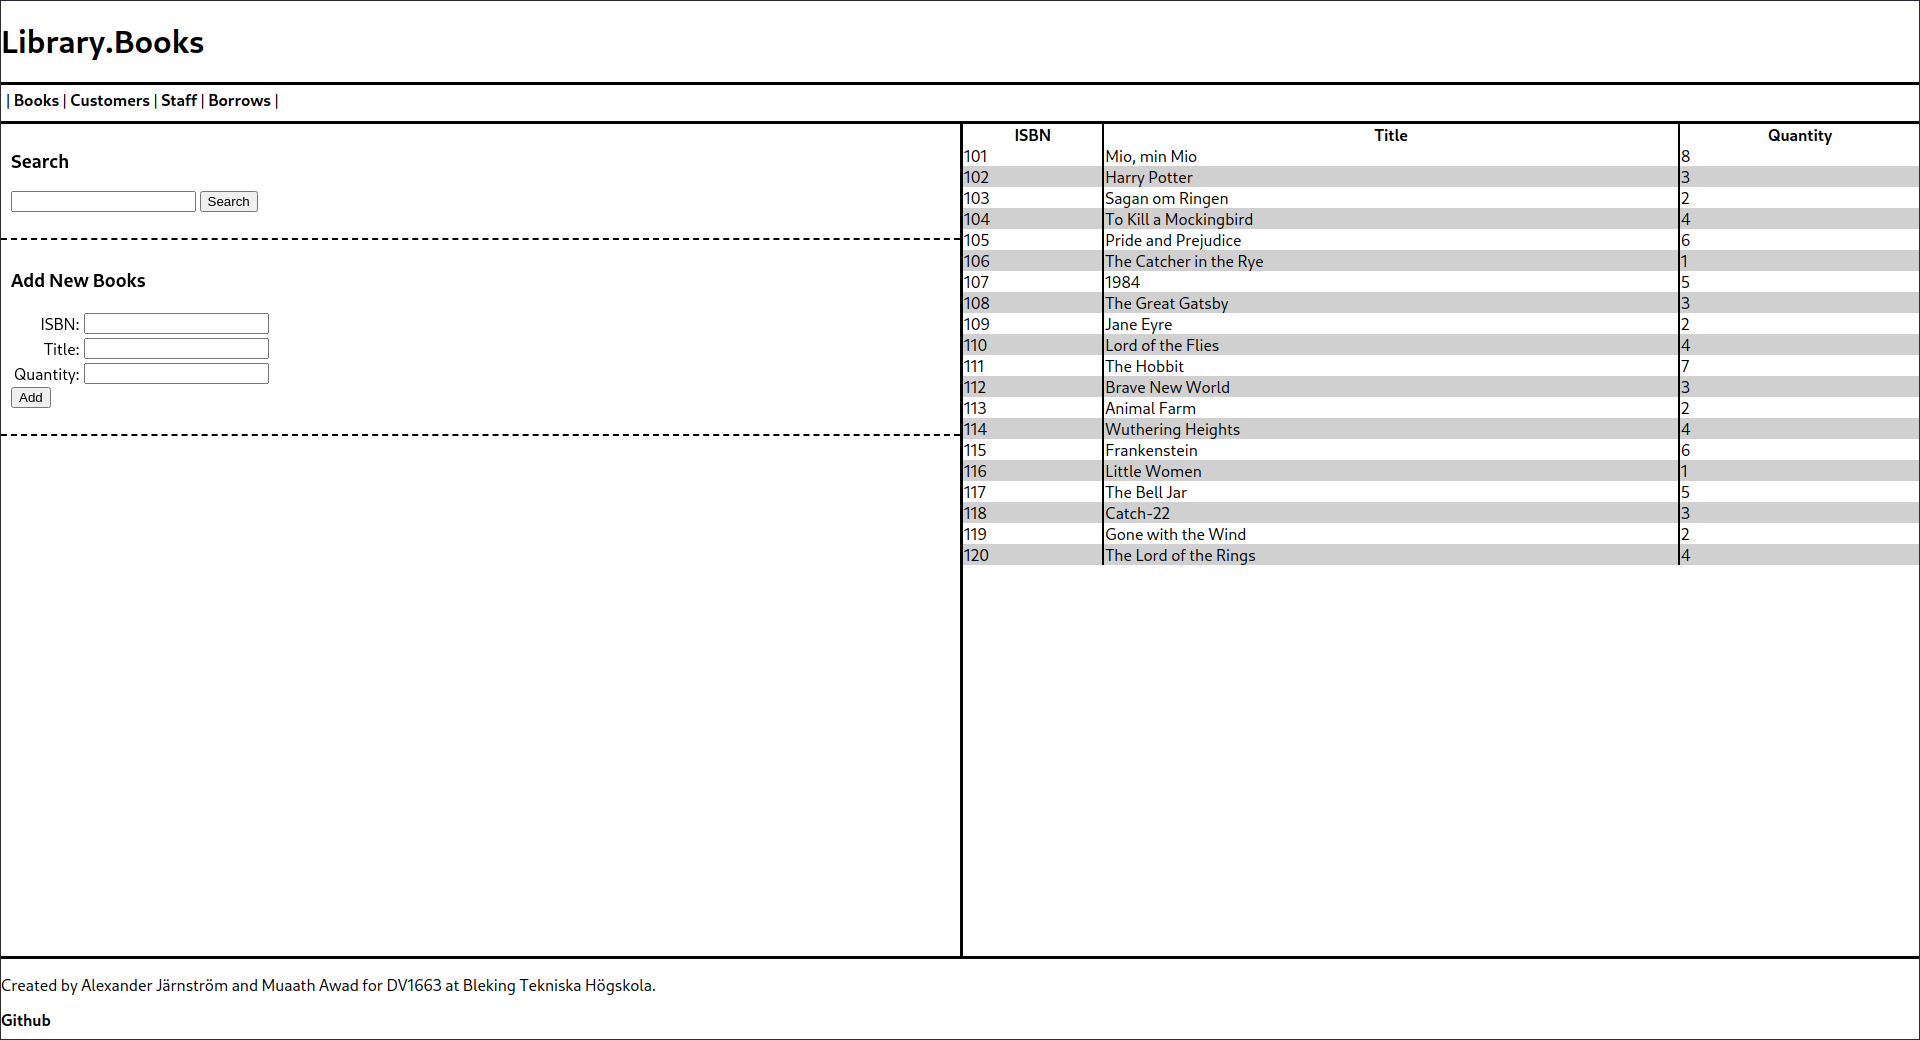 Library.Books
| Books | Customers | Staff | Borrows |
Search
Search
Add New Books
ISBN:
Title:
Quantity:
Add
ISBN Title Quantity
101 Mio, min Mio 8
102 Harry Potter 3
103 Sagan om Ringen 2
104 To Kill a Mockingbird 4
105 Pride and Prejudice 6
106 The Catcher in the Rye 1
107 1984 5
108 The Great Gatsby 3
109 Jane Eyre 2
110 Lord of the Flies 4
111 The Hobbit 7
112 Brave New World 3
113 Animal Farm 2
114 Wuthering Heights 4
115 Frankenstein 6
116 Little Women 1
117 The Bell Jar 5
118 Catch-22 3
119 Gone with the Wind 2
120 The Lord of the Rings 4
Created by Alexander Järnström and Muaath Awad for DV1663 at Bleking Tekniska Högskola.
Github